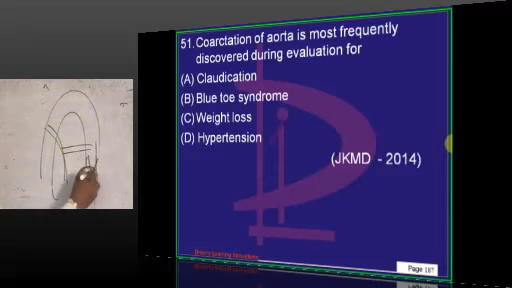 51. Coarctation of aorta is most frequently
discovered during evaluation for
(A) Claudication
(B) Blue toe syndrome
(C) Weight loss
(D) Hypertension
(JKMD - 2014)
Page 187